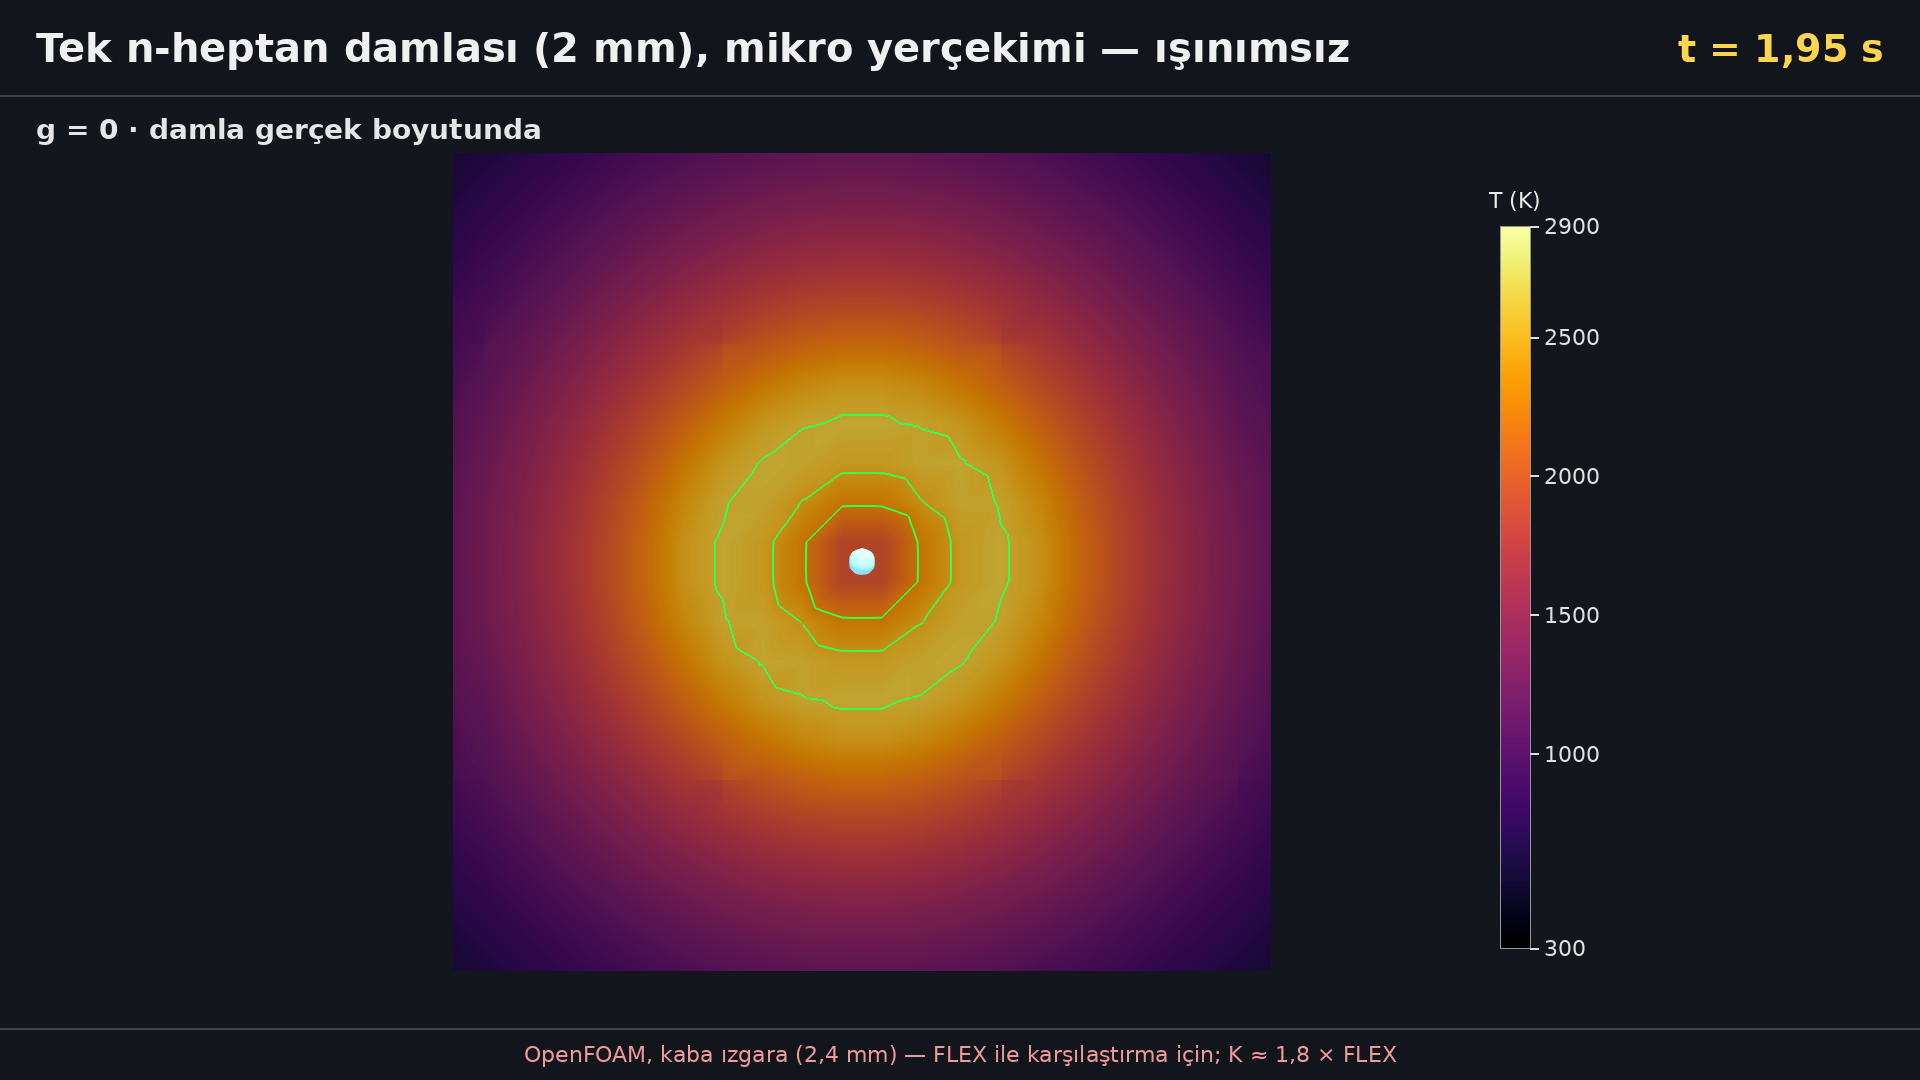 Tek n-heptan damlası (2 mm), mikro yerçekimi — ışınımsız
t = 1,95 s
g = 0 · damla gerçek boyutunda
T (K)
2900
2500
2000
1500
1000
300
OpenFOAM, kaba ızgara (2,4 mm) — FLEX ile karşılaştırma için; K ≈ 1,8 × FLEX